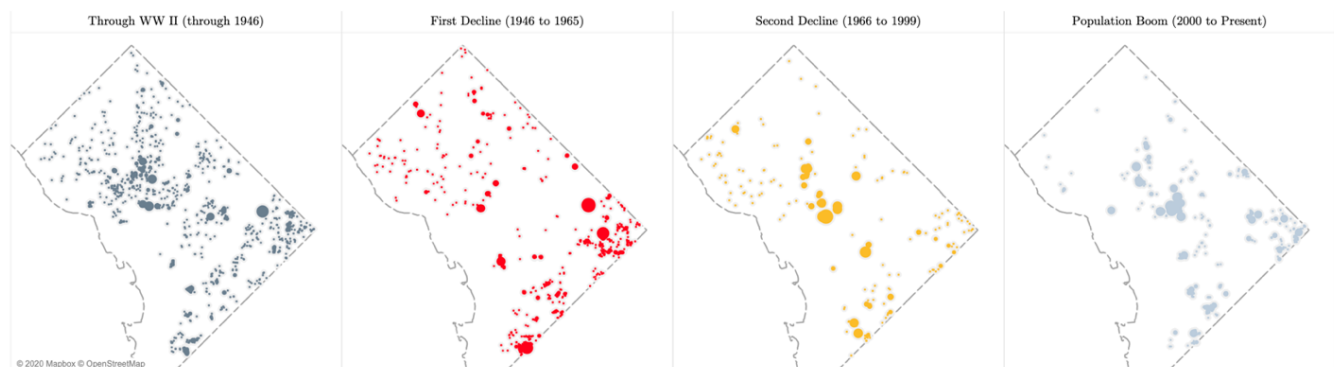 Through WW II (through 1946)
First Decline (1946 to 1965)
Second Decline (1966 to 1999)
Population Boom (2000 to Present)
© 2020 Mapbox © OpenStreetMap